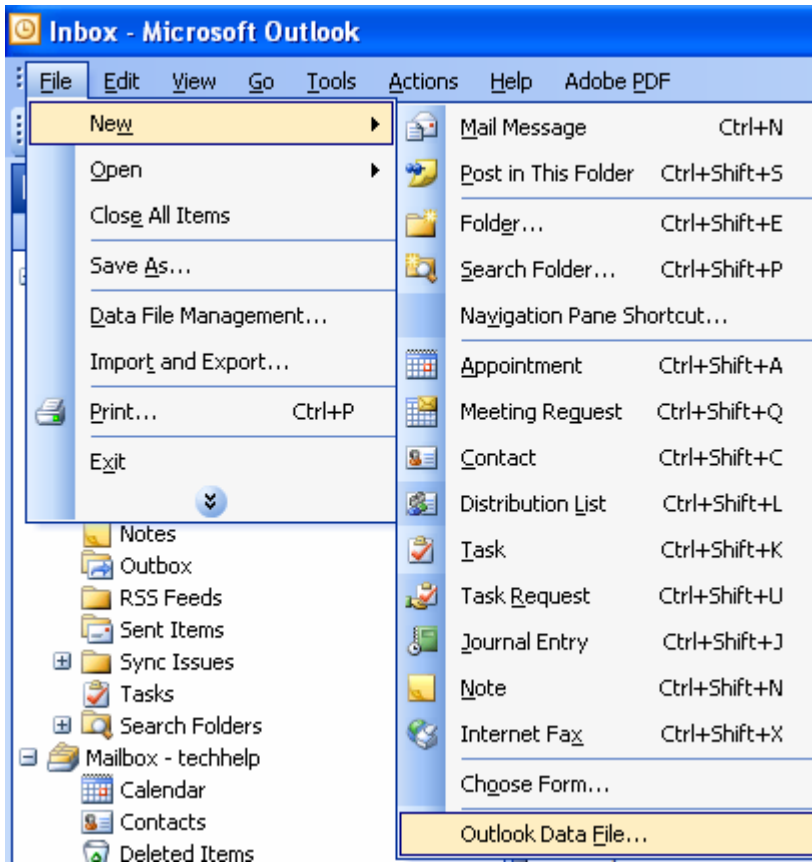 Inbox - Microsoft Outlook
File Edit View Go Tools Actions Help Adobe PDF
New
Open
Close All Items
Save As...
Data File Management...
Import and Export...
Print... Ctrl+P
Exit
Mail Message Ctrl+N
Post in This Folder Ctrl+Shift+S
Folder... Ctrl+Shift+E
Search Folder... Ctrl+Shift+P
Navigation Pane Shortcut...
Appointment Ctrl+Shift+A
Meeting Request Ctrl+Shift+Q
Contact Ctrl+Shift+C
Distribution List Ctrl+Shift+L
Task Ctrl+Shift+K
Task Request Ctrl+Shift+U
Journal Entry Ctrl+Shift+J
Note Ctrl+Shift+N
Internet Fax Ctrl+Shift+X
Choose Form...
Outlook Data File...
Notes
Outbox
RSS Feeds
Sent Items
Sync Issues
Tasks
Search Folders
Mailbox - techhelp
Calendar
Contacts
Deleted Items